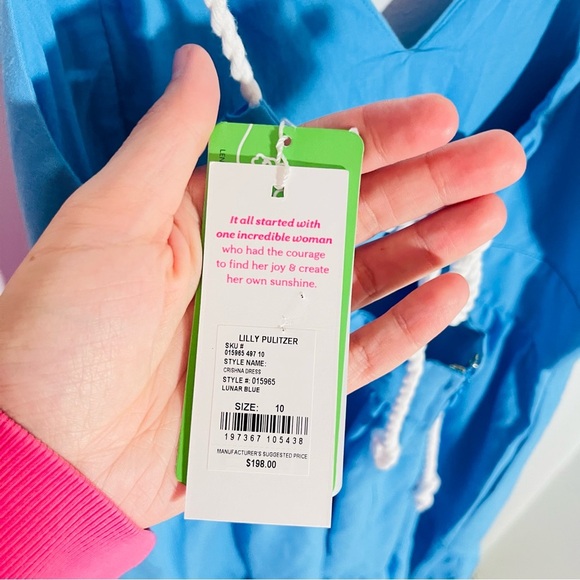 It all started with
one incredible woman
who had the courage
to find her joy & create
her own sunshine.
LILLY PULITZER
SKU #
015965 497 10
STYLE NAME:
CRISHNA DRESS
STYLE #: 015965
LUNAR BLUE
SIZE: 10
197367 105438
MANUFACTURER'S SUGGESTED PRICE
$198.00